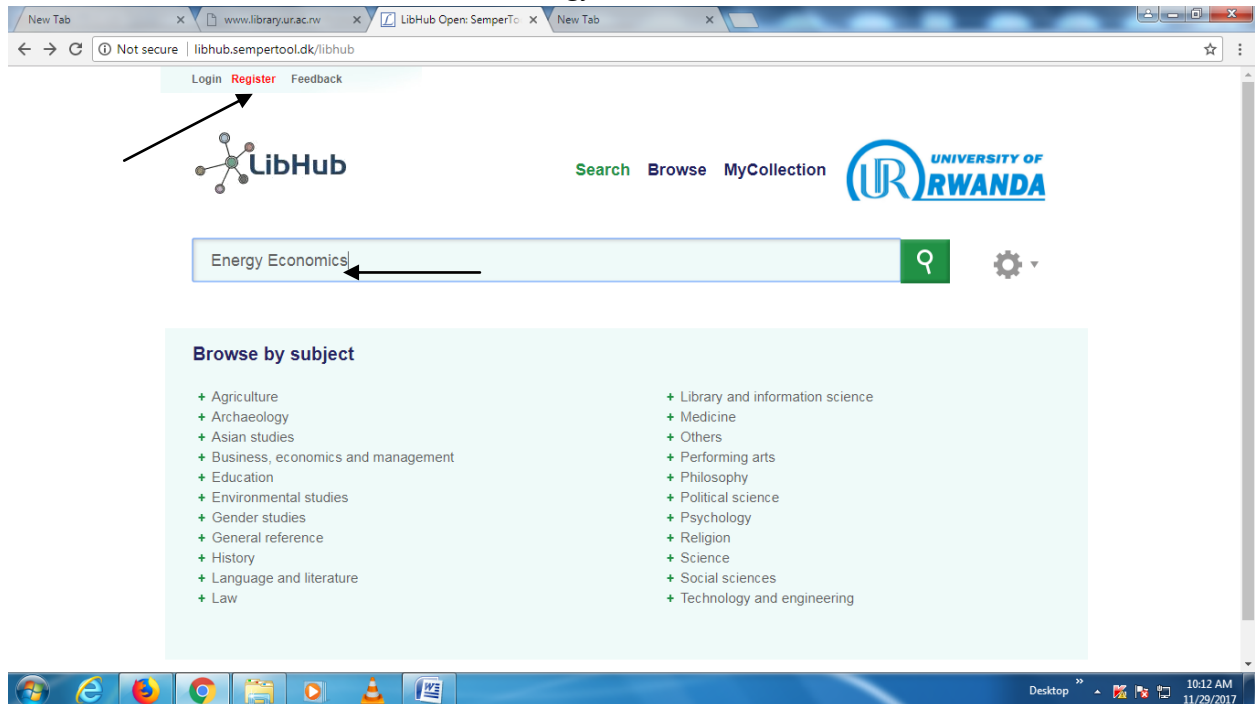 gy
New Tab www.library.ur.ac.rw LibHub Open: SemperTo New Tab
Not secure libhub.sempertool.dk/libhub
Login Register Feedback
LibHub
Search Browse MyCollection
UR UNIVERSITY OF RWANDA
Energy Economics
Browse by subject
+ Agriculture
+ Archaeology
+ Asian studies
+ Business, economics and management
+ Education
+ Environmental studies
+ Gender studies
+ General reference
+ History
+ Language and literature
+ Law
+ Library and information science
+ Medicine
+ Others
+ Performing arts
+ Philosophy
+ Political science
+ Psychology
+ Religion
+ Science
+ Social sciences
+ Technology and engineering
Desktop » 10:12 AM
11/29/2017